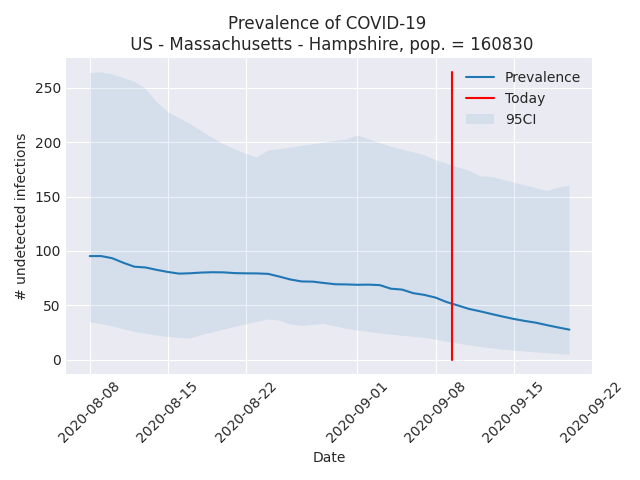 Prevalence of COVID-19
US - Massachusetts - Hampshire, pop. = 160830
Prevalence
Today
95CI
# undetected infections
250
200
150
100
50
0
2020-08-08
2020-08-15
2020-08-22
2020-09-01
2020-09-08
2020-09-15
2020-09-22
Date